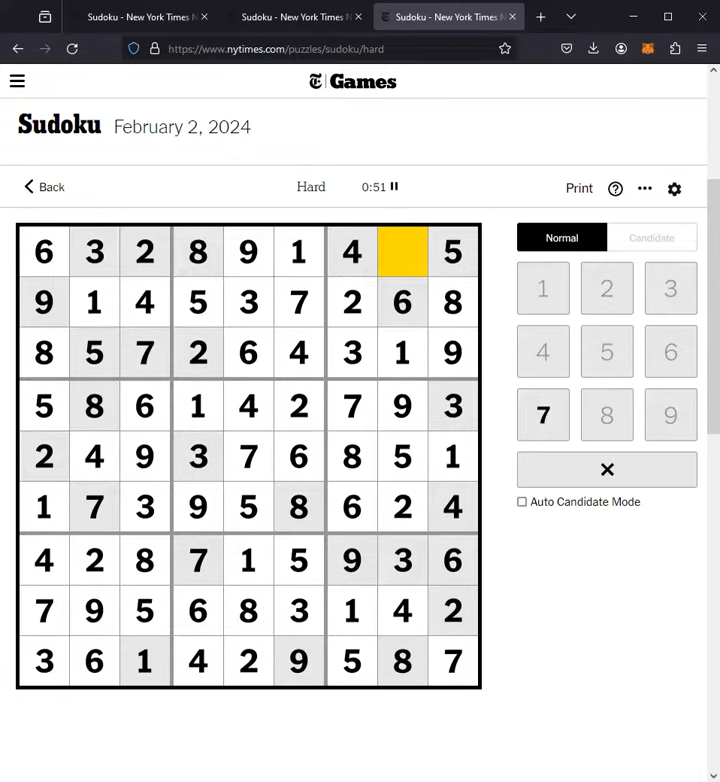 Sudoku - New York Times N
Sudoku - New York Times N
Sudoku - New York Times N
https://www.nytimes.com/puzzles/sudoku/hard
Games
Sudoku February 2, 2024
Back
Hard
0:51
Print
6 3 2 8 9 1 4 5
9 1 4 5 3 7 2 6 8
8 5 7 2 6 4 3 1 9
5 8 6 1 4 2 7 9 3
2 4 9 3 7 6 8 5 1
1 7 3 9 5 8 6 2 4
4 2 8 7 1 5 9 3 6
7 9 5 6 8 3 1 4 2
3 6 1 4 2 9 5 8 7
Normal Candidate
1 2 3
4 5 6
7 8 9
Auto Candidate Mode